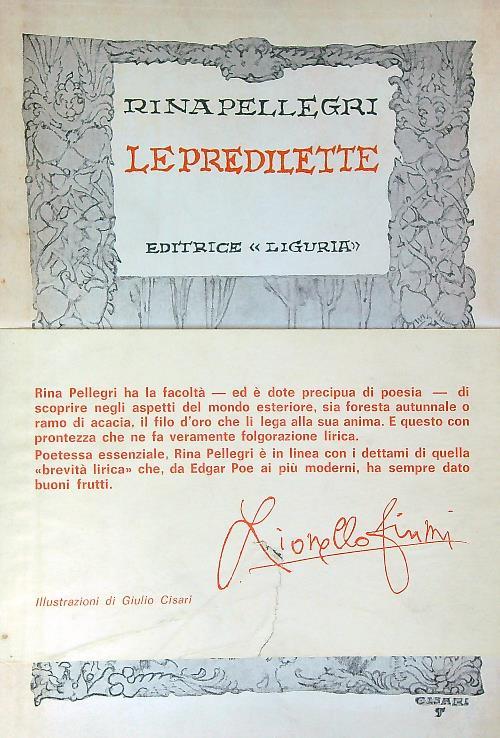 RINA PELLEGRI
LE PREDILETTE
EDITRICE « LIGURIA »
Rina Pellegri ha la facoltà — ed è dote precipua di poesia — di
scoprire negli aspetti del mondo esteriore, sia foresta autunnale o
ramo di acacia, il filo d'oro che li lega alla sua anima. E questo con
prontezza che ne fa veramente folgorazione lirica.
Poetessa essenziale, Rina Pellegri è in linea con i dettami di quella
«brevità lirica» che, da Edgar Poe ai più moderni, ha sempre dato
buoni frutti.
Lionello Fiumi
Illustrazioni di Giulio Cisari
CISARI